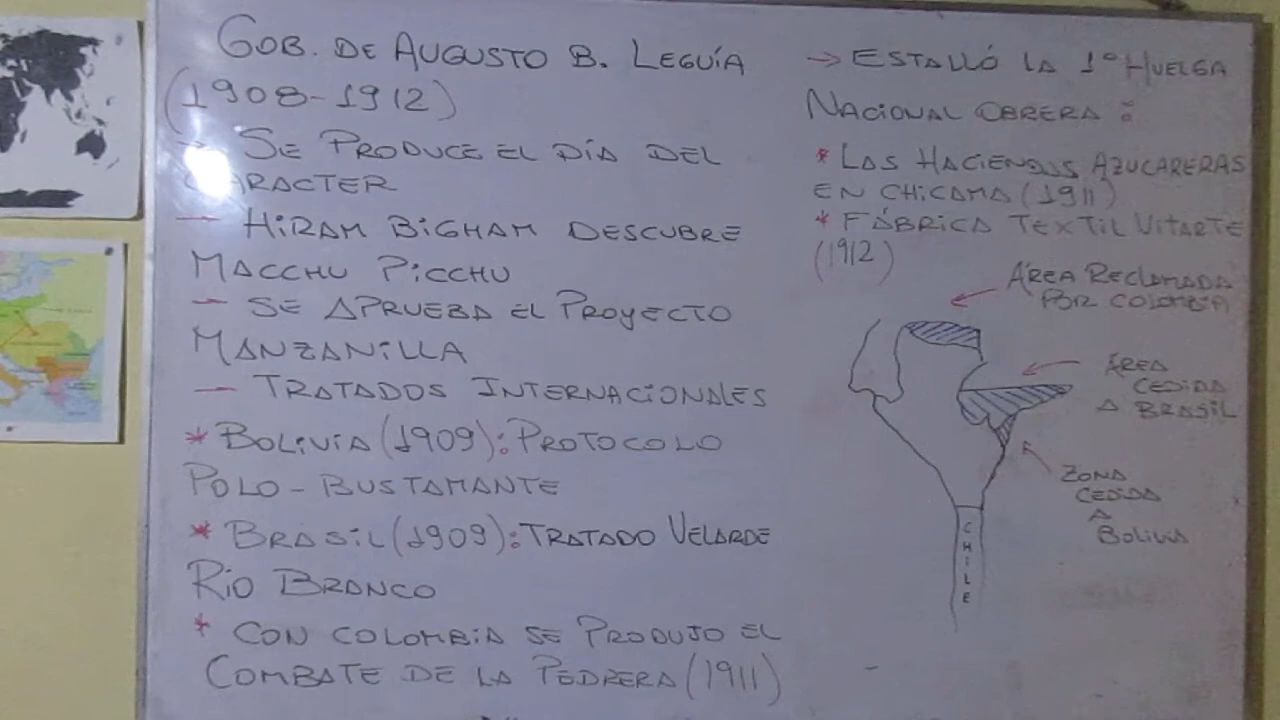 GOB. DE AUGUSTO B. LEGUÍA
(1908-1912)
→ SE PRODUCE EL DÍA DEL
CARACTER
→ HIRAM BIGHAM DESCUBRE
MACCHU PICCHU
→ SE APRUEBA EL PROYECTO
MANZANILLA
→ TRATADOS INTERNACIONALES
* BOLIVIA (1909): PROTOCOLO
POLO-BUSTAMANTE
* BRASIL (1909): TRATADO VELARDE
RÍO BRANCO
* CON COLOMBIA SE PRODUJO EL
COMBATE DE LA PEDRERA (1911)
→ ESTALLÓ LA 1° HUELGA
NACIONAL OBRERA:
* LAS HACIENDAS AZUCARERAS
EN CHICAMA (1911)
* FÁBRICA TEXTIL VITARTE
(1912)
ÁREA RECLAMADA
POR COLOMBIA
ÁREA
CEDIDA
A BRASIL
ZONA
CEDIDA
A
BOLIVIA
CHILE